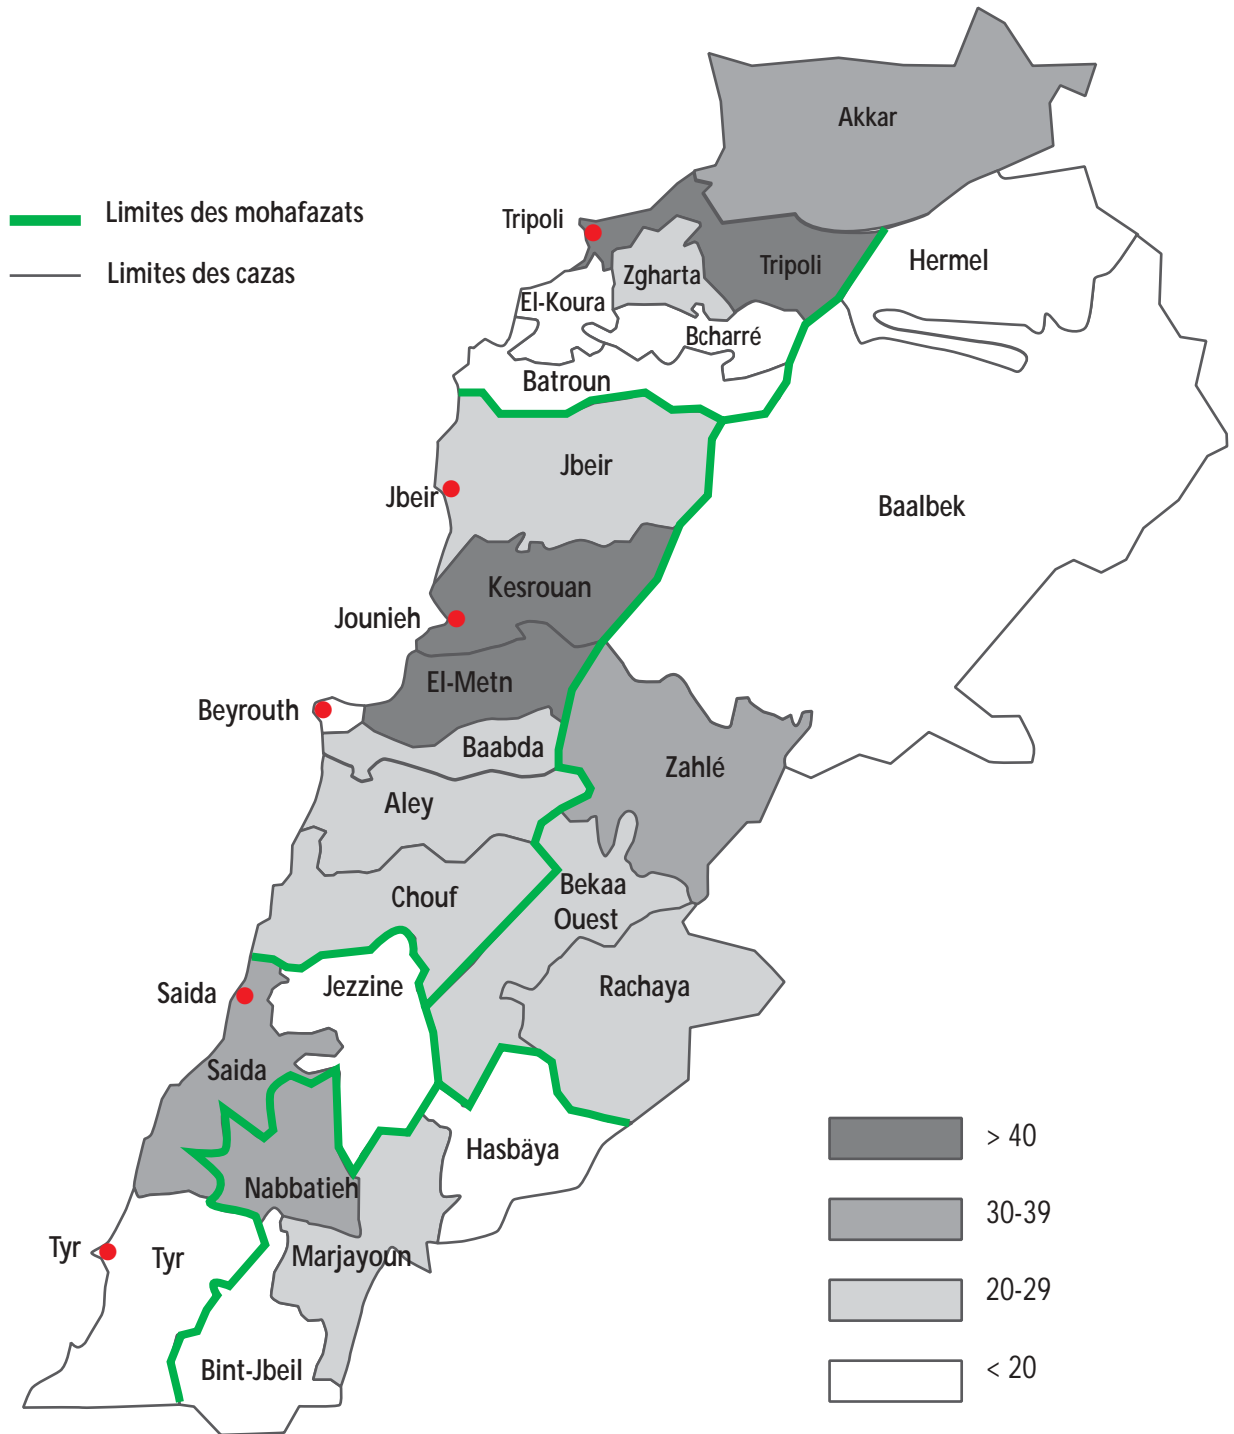 Akkar
Limites des mohafazats
Tripoli
Limites des cazas
Zgharta
Tripoli
Hermel
El-Koura
Bcharré
Batroun
Jbeir
Jbeir
Baalbek
Kesrouan
Jounieh
El-Metn
Beyrouth
Baabda
Zahlé
Aley
Chouf
Bekaa
Ouest
Saida
Jezzine
Rachaya
Saida
> 40
Hasbäya
Nabbatieh
30-39
Tyr
Tyr
Marjayoun
20-29
Bint-Jbeil
< 20